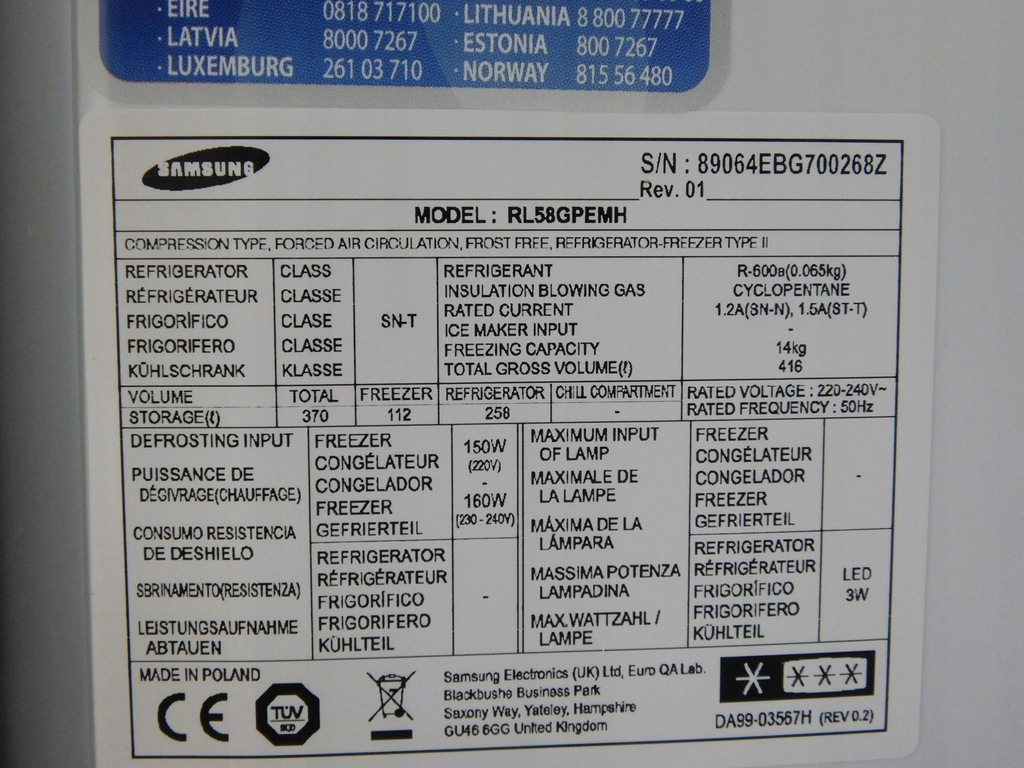 · EIRE 0818 717100 · LITHUANIA 8 800 77777
· LATVIA 8000 7267 · ESTONIA 800 7267
· LUXEMBURG 261 03 710 · NORWAY 815 56 480
SAMSUNG
S/N : 89064EBG700268Z
Rev. 01
MODEL : RL58GPEMH
COMPRESSION TYPE, FORCED AIR CIRCULATION, FROST FREE, REFRIGERATOR-FREEZER TYPE II
REFRIGERATOR CLASS
RÉFRIGÉRATEUR CLASSE
FRIGORÍFICO CLASE
FRIGORIFERO CLASSE
KÜHLSCHRANK KLASSE
SN-T
REFRIGERANT R-600a(0.065kg)
INSULATION BLOWING GAS CYCLOPENTANE
RATED CURRENT 1.2A(SN-N), 1.5A(ST-T)
ICE MAKER INPUT -
FREEZING CAPACITY 14kg
TOTAL GROSS VOLUME(ℓ) 416
VOLUME TOTAL FREEZER REFRIGERATOR CHILL COMPARTMENT RATED VOLTAGE : 220-240V~
STORAGE(ℓ) 370 112 258 - RATED FREQUENCY : 50Hz
DEFROSTING INPUT
PUISSANCE DE
DÉGIVRAGE(CHAUFFAGE)
CONSUMO RESISTENCIA
DE DESHIELO
SBRINAMENTO(RESISTENZA)
LEISTUNGSAUFNAHME
ABTAUEN
FREEZER
CONGÉLATEUR
CONGELADOR
FREEZER
GEFRIERTEIL
150W
(220V)
-
160W
(230 - 240V)
REFRIGERATOR
RÉFRIGÉRATEUR
FRIGORÍFICO
FRIGORIFERO
KÜHLTEIL
-
MAXIMUM INPUT
OF LAMP
MAXIMALE DE
LA LAMPE
MÁXIMA DE LA
LÁMPARA
MASSIMA POTENZA
LAMPADINA
MAX.WATTZAHL /
LAMPE
FREEZER
CONGÉLATEUR
CONGELADOR
FREEZER
GEFRIERTEIL
-
REFRIGERATOR
RÉFRIGÉRATEUR
FRIGORÍFICO
FRIGORIFERO
KÜHLTEIL
LED
3W
MADE IN POLAND
CE
TÜV
Samsung Electronics (UK) Ltd, Euro QA Lab.
Blackbushe Business Park
Saxony Way, Yateley, Hampshire
GU46 6GG United Kingdom
DA99-03567H (REV 0.2)